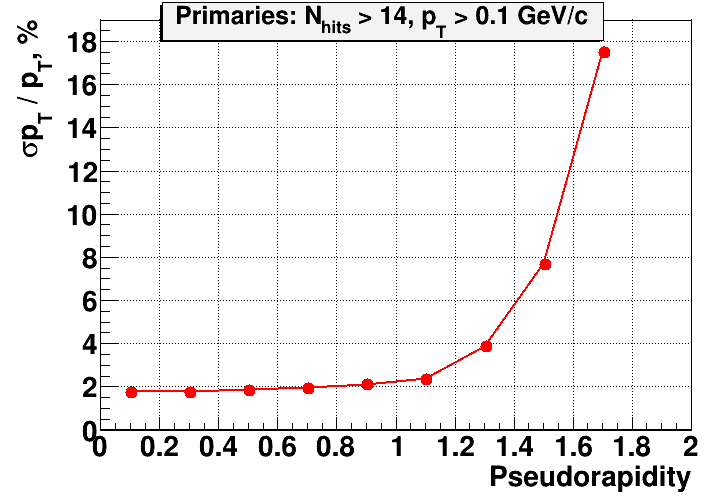 Primaries: N_hits > 14, p_T > 0.1 GeV/c
σp_T / p_T, %
18
16
14
12
10
8
6
4
2
0
0 0.2 0.4 0.6 0.8 1 1.2 1.4 1.6 1.8 2
Pseudorapidity